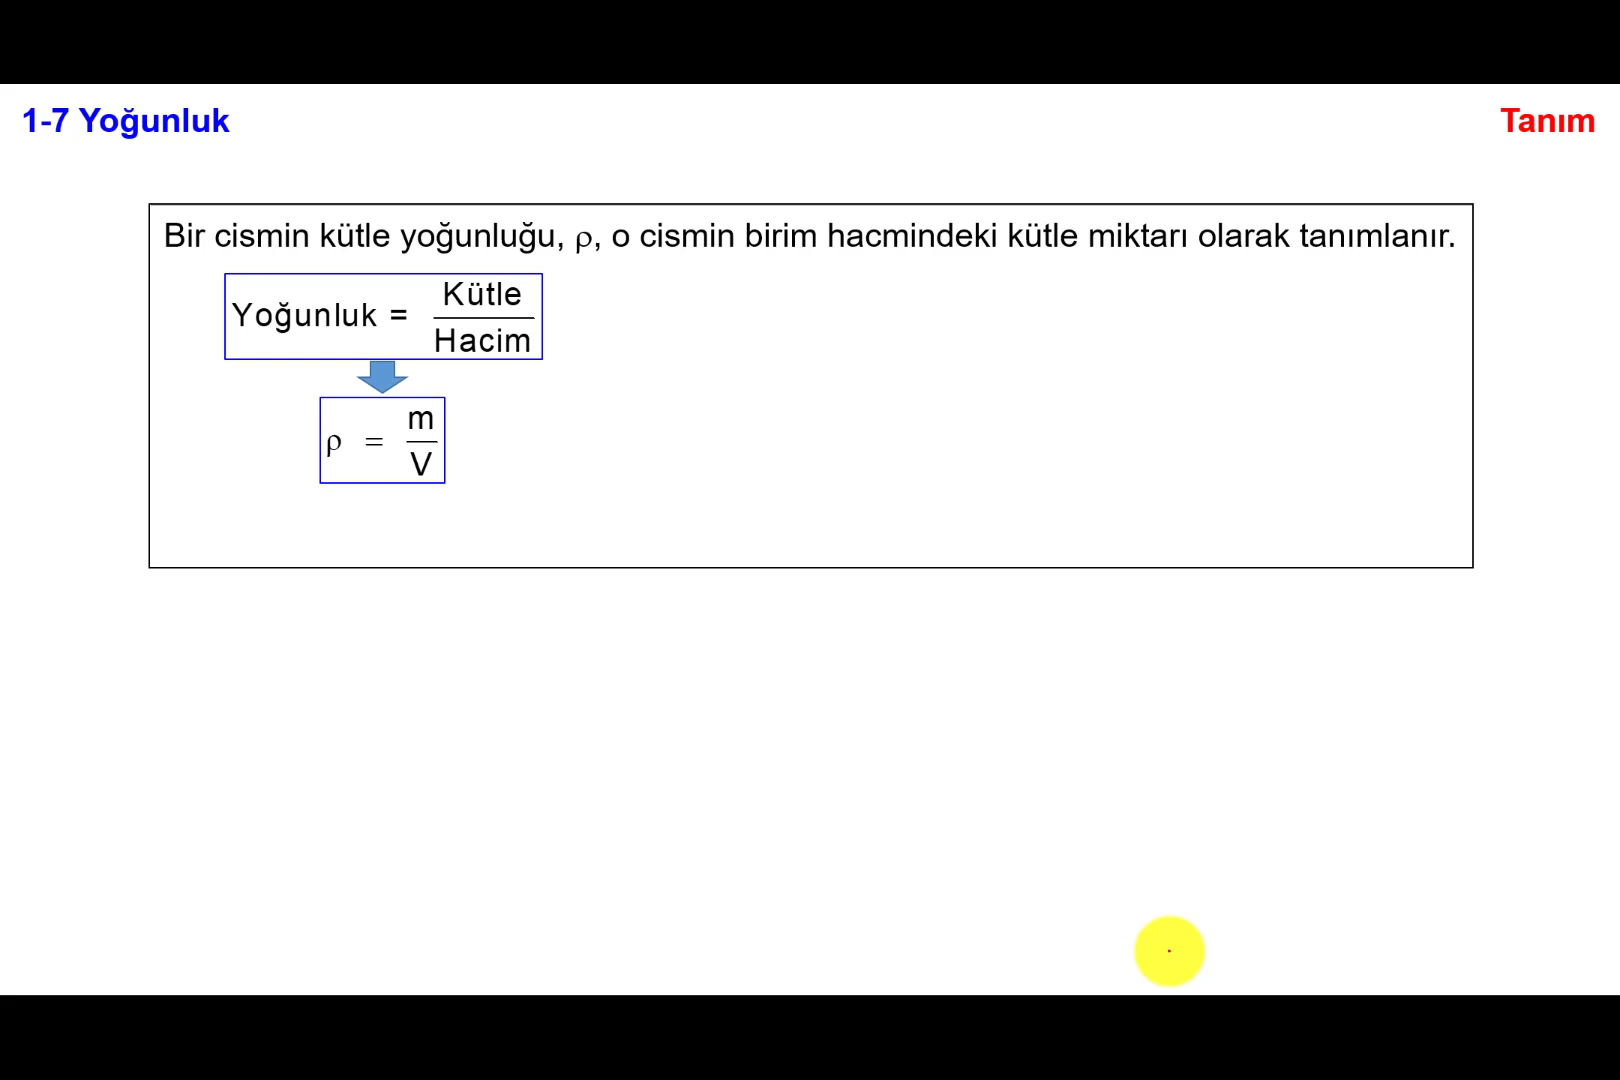 1-7 Yoğunluk
Tanım
Bir cismin kütle yoğunluğu, ρ, o cismin birim hacmindeki kütle miktarı olarak tanımlanır.
Yoğunluk = Kütle
Hacim
ρ = m
V